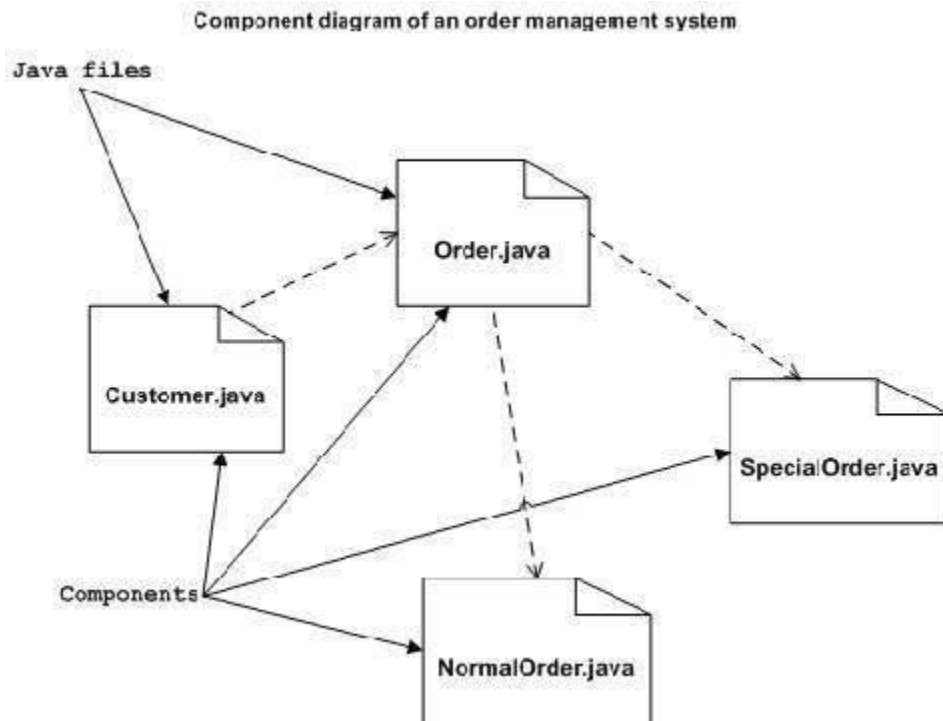 Component diagram of an order management system
Java files
Order.java
Customer.java
SpecialOrder.java
Components
NormalOrder.java